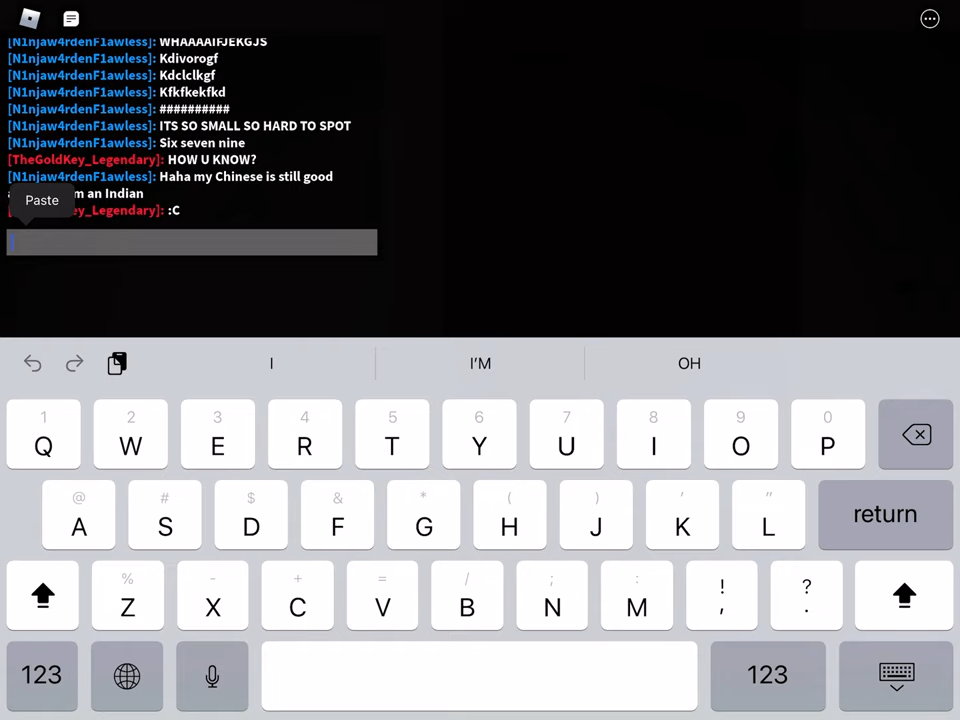 [N1njaw4rdenF1awless]: WHAAAAIFJEKGJS
[N1njaw4rdenF1awless]: Kdivorogf
[N1njaw4rdenF1awless]: Kdclclkgf
[N1njaw4rdenF1awless]: Kfkfkekfkd
[N1njaw4rdenF1awless]: ##########
[N1njaw4rdenF1awless]: ITS SO SMALL SO HARD TO SPOT
[N1njaw4rdenF1awless]: Six seven nine
[TheGoldKey_Legendary]: HOW U KNOW?
[N1njaw4rdenF1awless]: Haha my Chinese is still good
an Indian
Paste
_Legendary]: :C
I I'M OH
1 2 3 4 5 6 7 8 9 0
Q W E R T Y U I O P
@ # $ & * ( ) ' "
A S D F G H J K L return
% - + = / ; : ! ?
Z X C V B N M , .
123 123